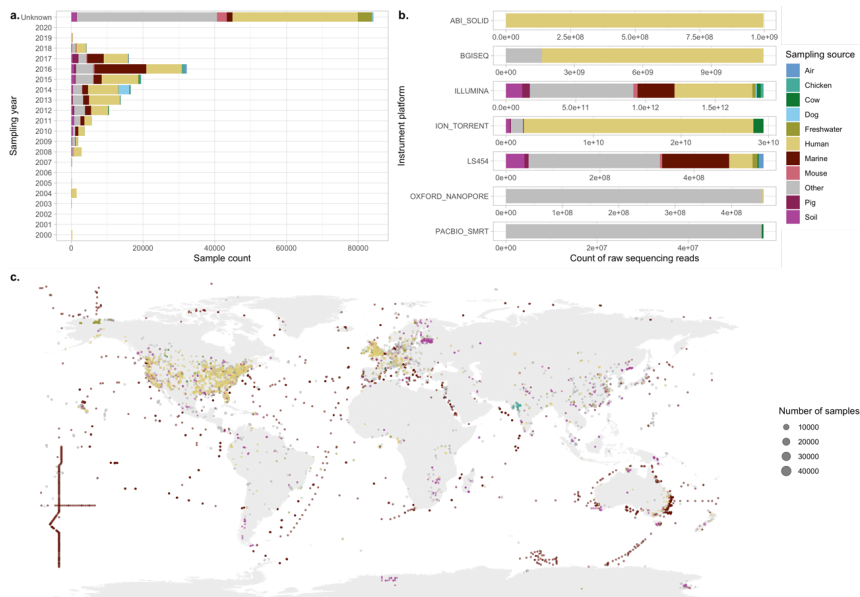 a.
Sampling year
Unknown
2020
2019
2018
2017
2016
2015
2014
2013
2012
2011
2010
2009
2008
2007
2006
2005
2004
2003
2002
2001
2000
0 20000 40000 60000 80000
Sample count
b.
Instrument platform
ABI_SOLID
0.0e+00 2.5e+08 5.0e+08 7.5e+08 1.0e+09
BGISEQ
0e+00 3e+09 6e+09 9e+09
ILLUMINA
0.0e+00 5.0e+11 1.0e+12 1.5e+12
ION_TORRENT
0e+00 1e+10 2e+10 3e+10
LS454
0e+00 2e+08 4e+08
OXFORD_NANOPORE
0e+00 1e+08 2e+08 3e+08 4e+08
PACBIO_SMRT
0e+00 2e+07 4e+07
Count of raw sequencing reads
Sampling source
Air
Chicken
Cow
Dog
Freshwater
Human
Marine
Mouse
Other
Pig
Soil
c.
Number of samples
10000
20000
30000
40000